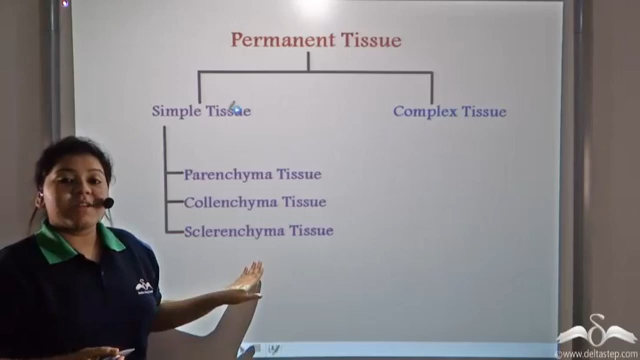 Permanent Tissue
Simple Tissue
Complex Tissue
Parenchyma Tissue
Collenchyma Tissue
Sclerenchyma Tissue
©www.deltastep.com